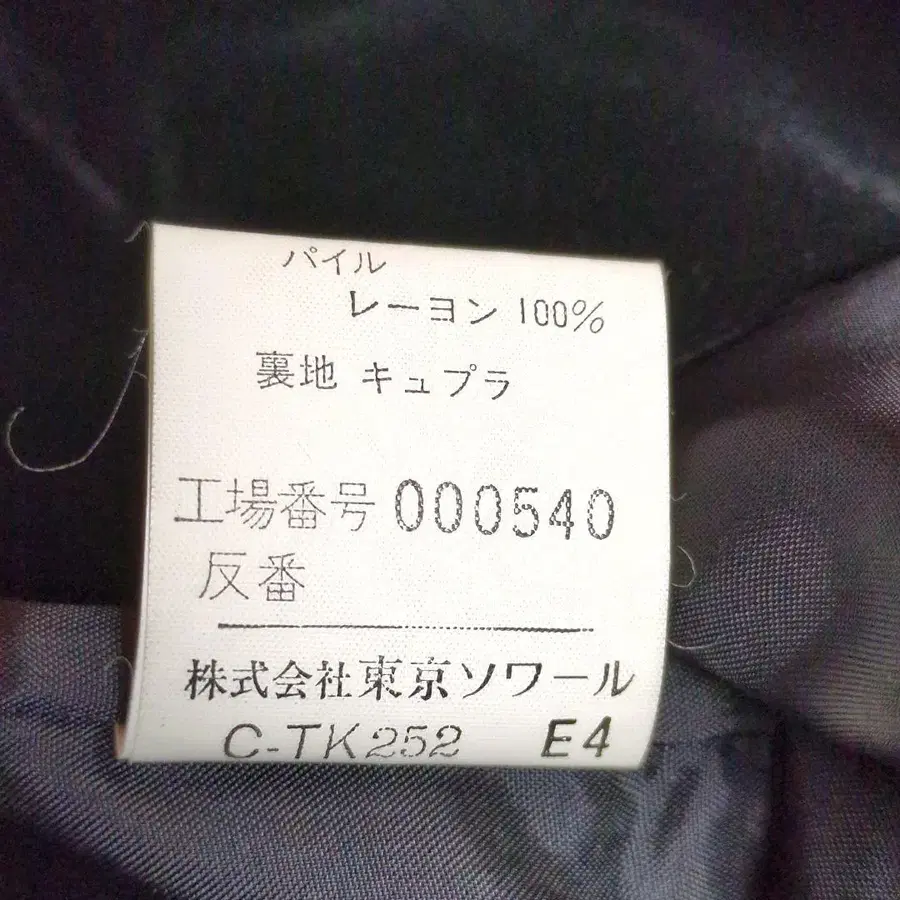 パイル
レーヨン 100%
裏地 キュプラ
工場番号 000540
反番
株式会社東京ソワール
C-TK252 E4